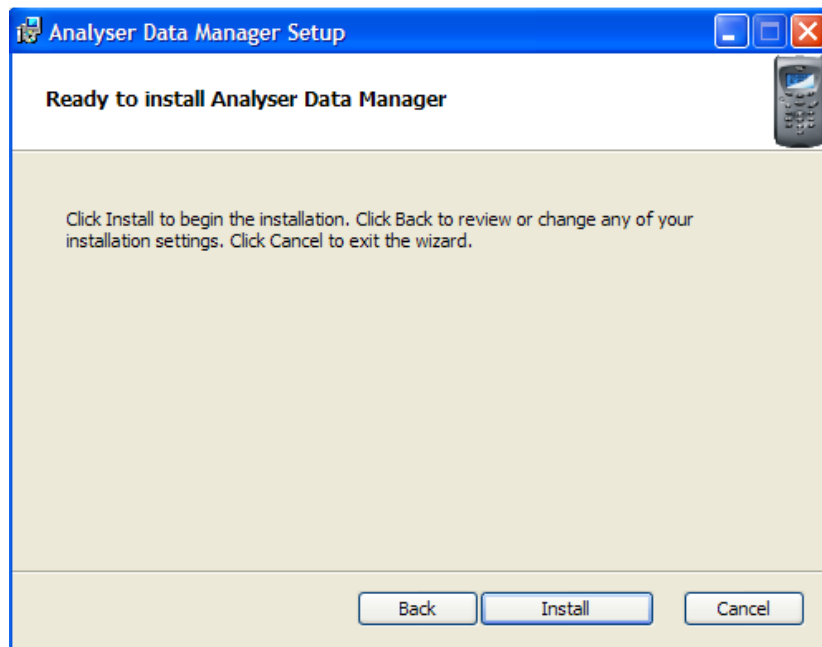 Analyser Data Manager Setup
Ready to install Analyser Data Manager
Click Install to begin the installation. Click Back to review or change any of your
installation settings. Click Cancel to exit the wizard.
Back Install Cancel